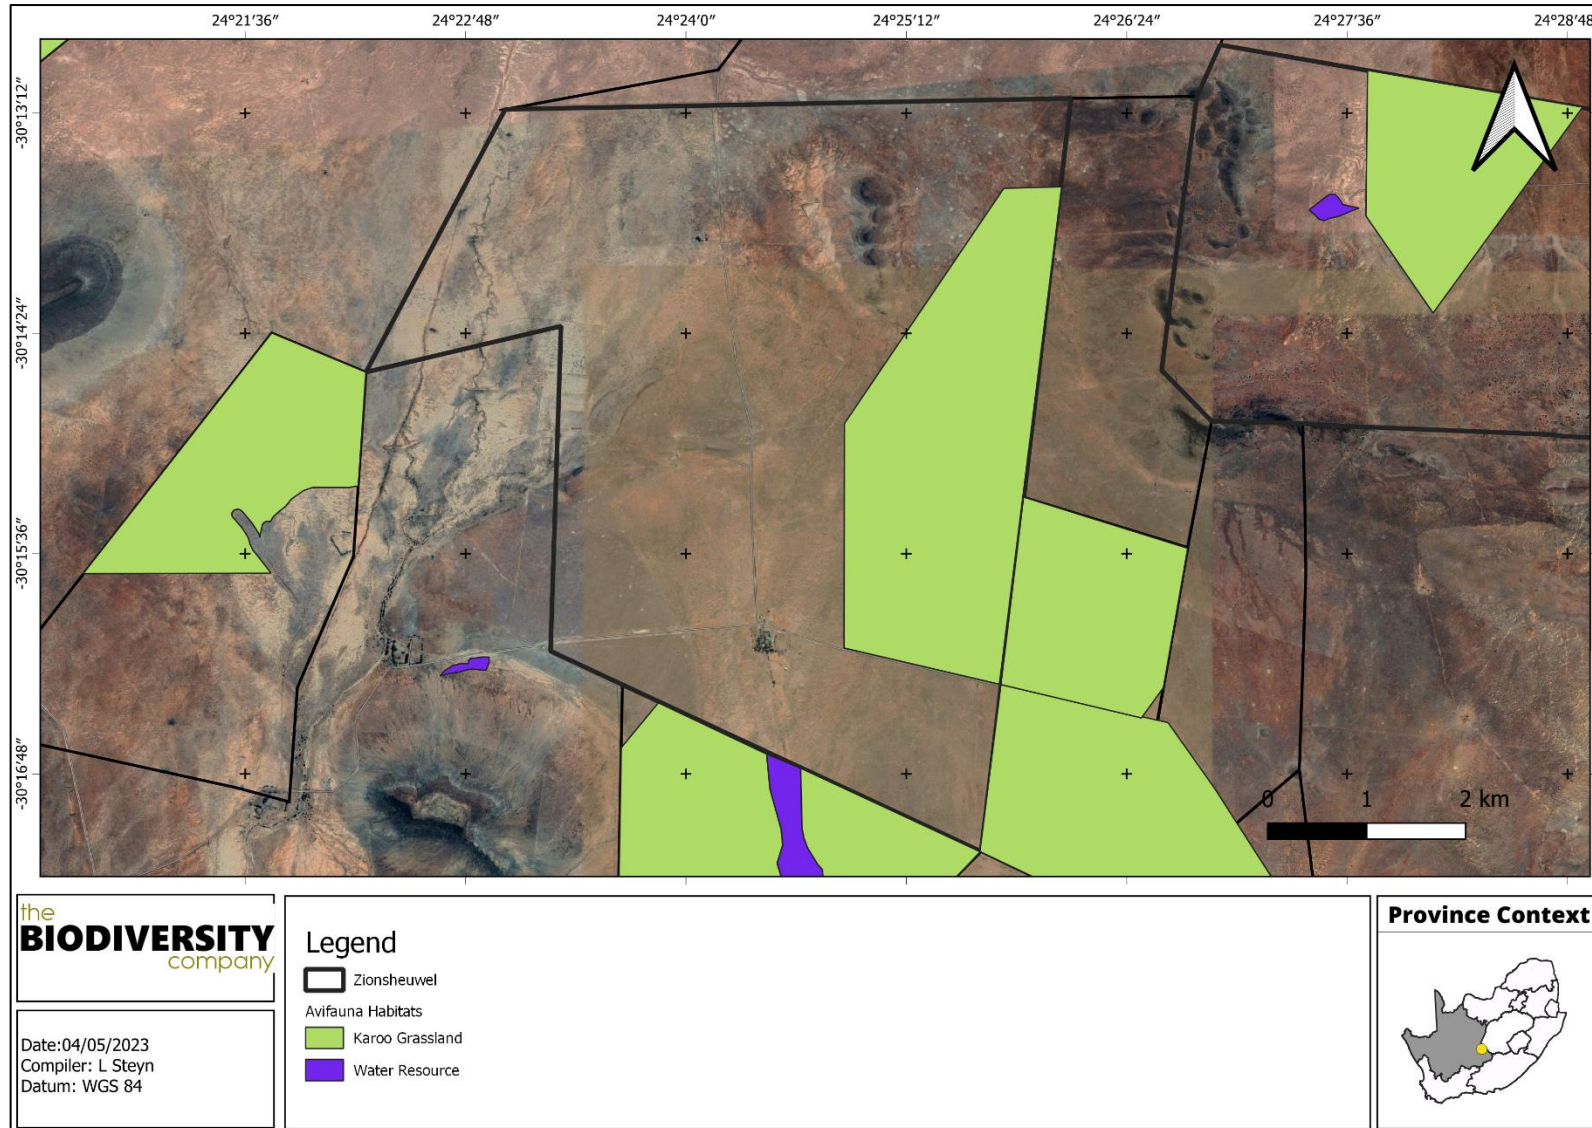 24°21'36" 24°22'48" 24°24'0" 24°25'12" 24°26'24" 24°27'36" 24°28'48
-30°13'12"
-30°14'24"
-30°15'36"
-30°16'48"
0 1 2 km
the
BIODIVERSITY
company
Date:04/05/2023
Compiler: L Steyn
Datum: WGS 84
Legend
Zionsheuwel
Avifauna Habitats
Karoo Grassland
Water Resource
Province Context